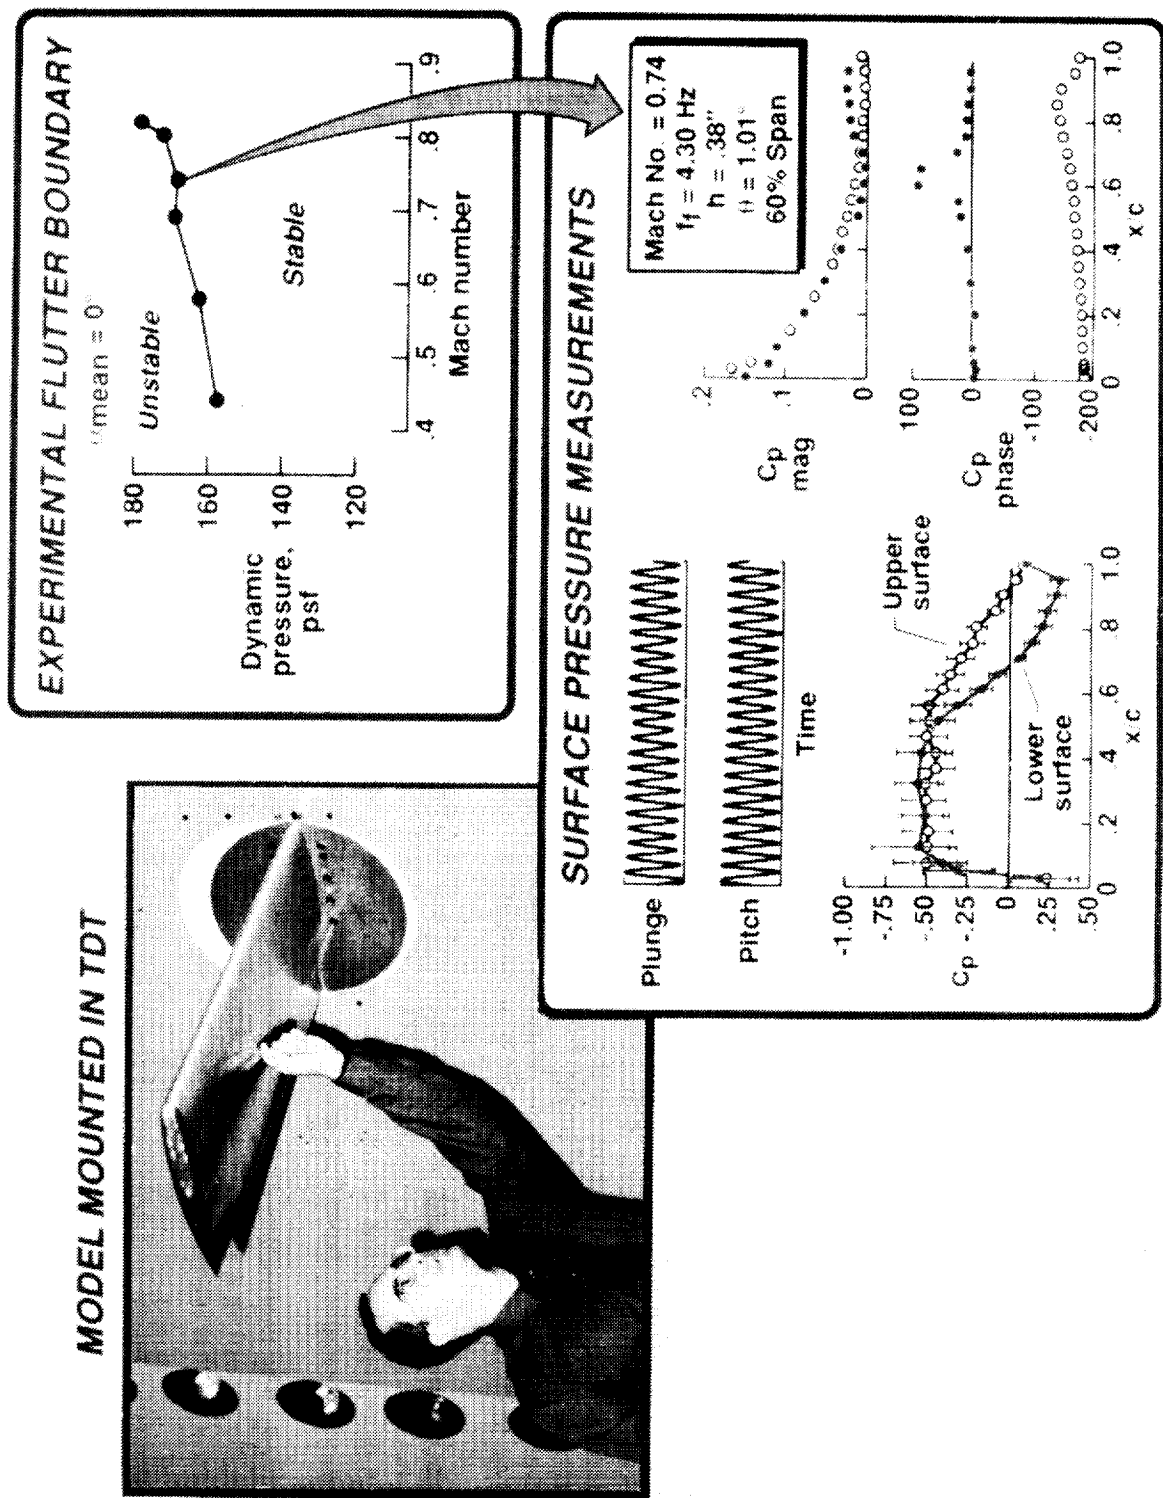 MODEL MOUNTED IN TDT
EXPERIMENTAL FLUTTER BOUNDARY
mean = 0°
Unstable
Stable
Dynamic
pressure,
psf
180
160
140
120
.4 .5 .6 .7 .8 .9
Mach number
SURFACE PRESSURE MEASUREMENTS
Plunge
Pitch
Time
Mach No. = 0.74
ff = 4.30 Hz
h = .38"
θ = 1.01°
60% Span
Cp
mag
.2
.1
0
Cp
phase
100
0
-100
-200
0 .2 .4 .6 .8 1.0
x/c
Cp
-1.00
-.75
-.50
-.25
0
.25
.50
Upper
surface
Lower
surface
0 .2 .4 .6 .8 1.0
x/c